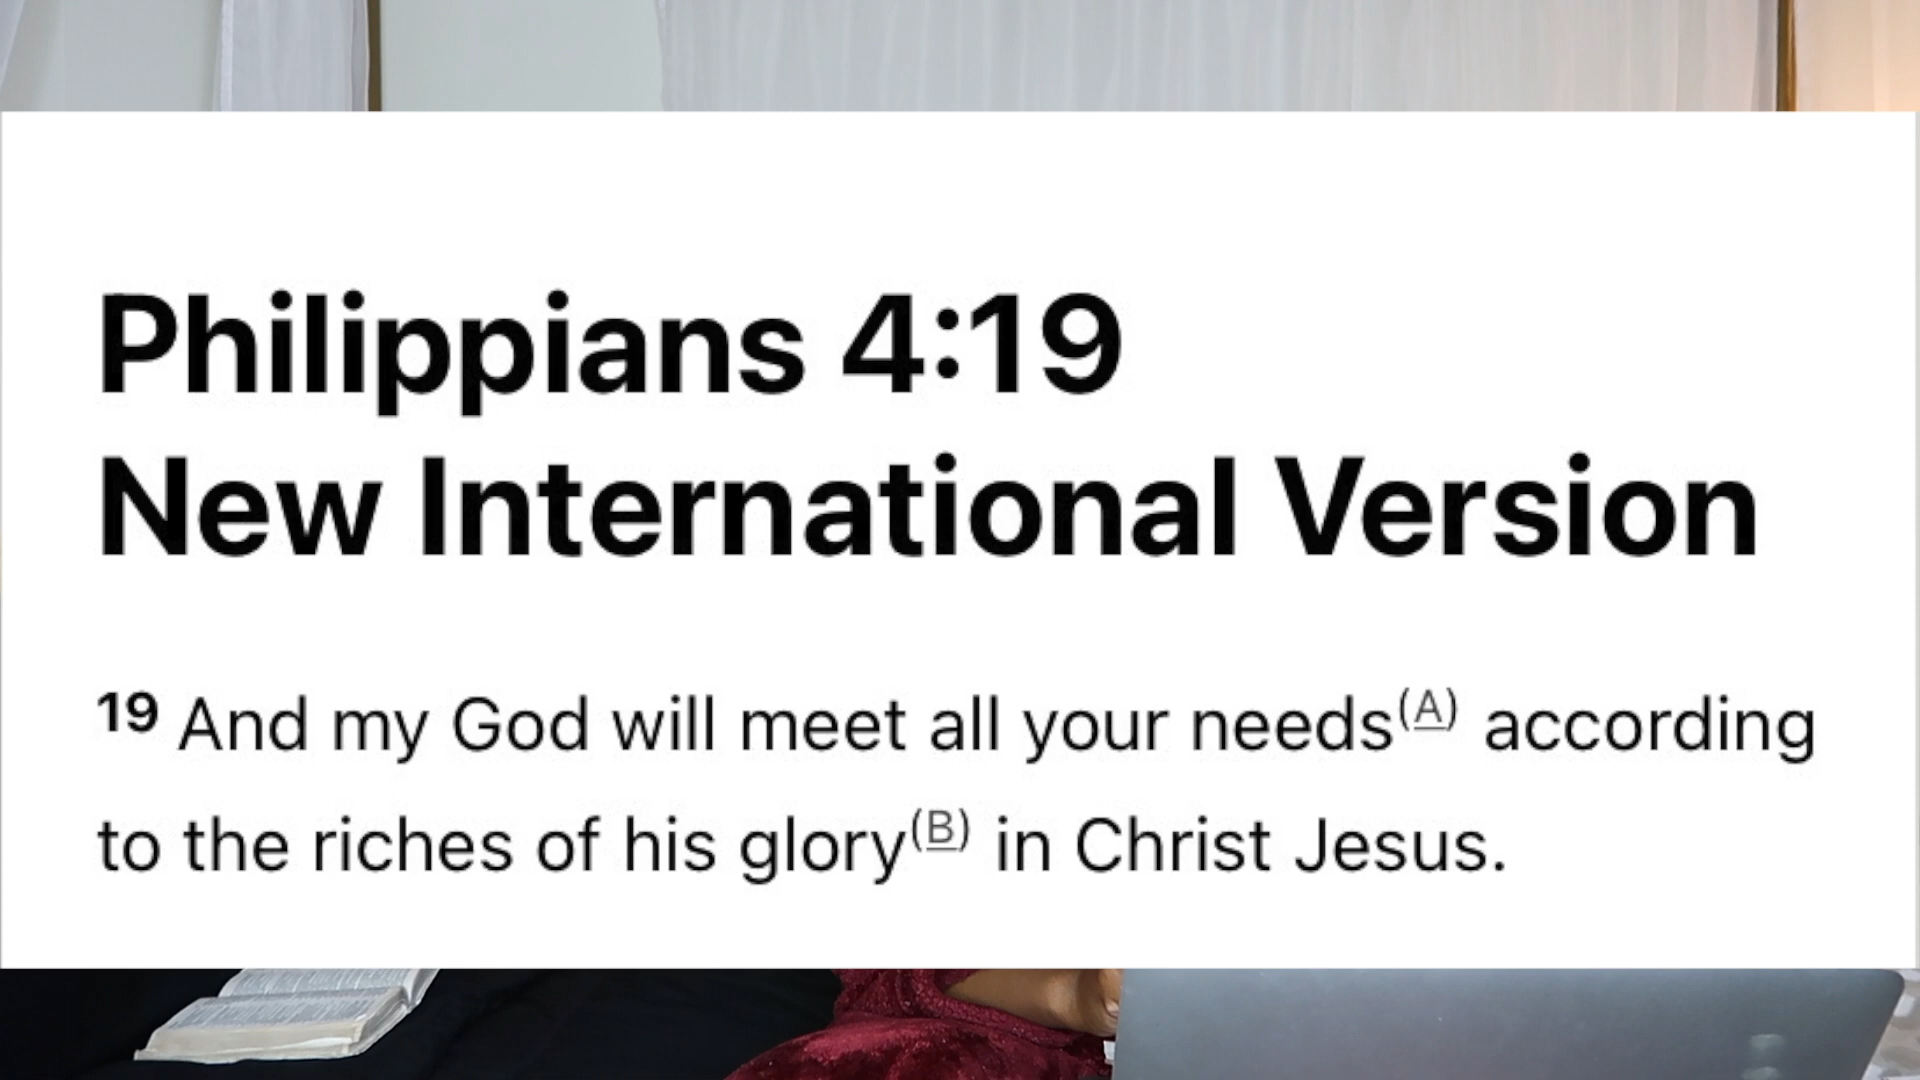 Philippians 4:19
New International Version
19 And my God will meet all your needs(A) according
to the riches of his glory(B) in Christ Jesus.